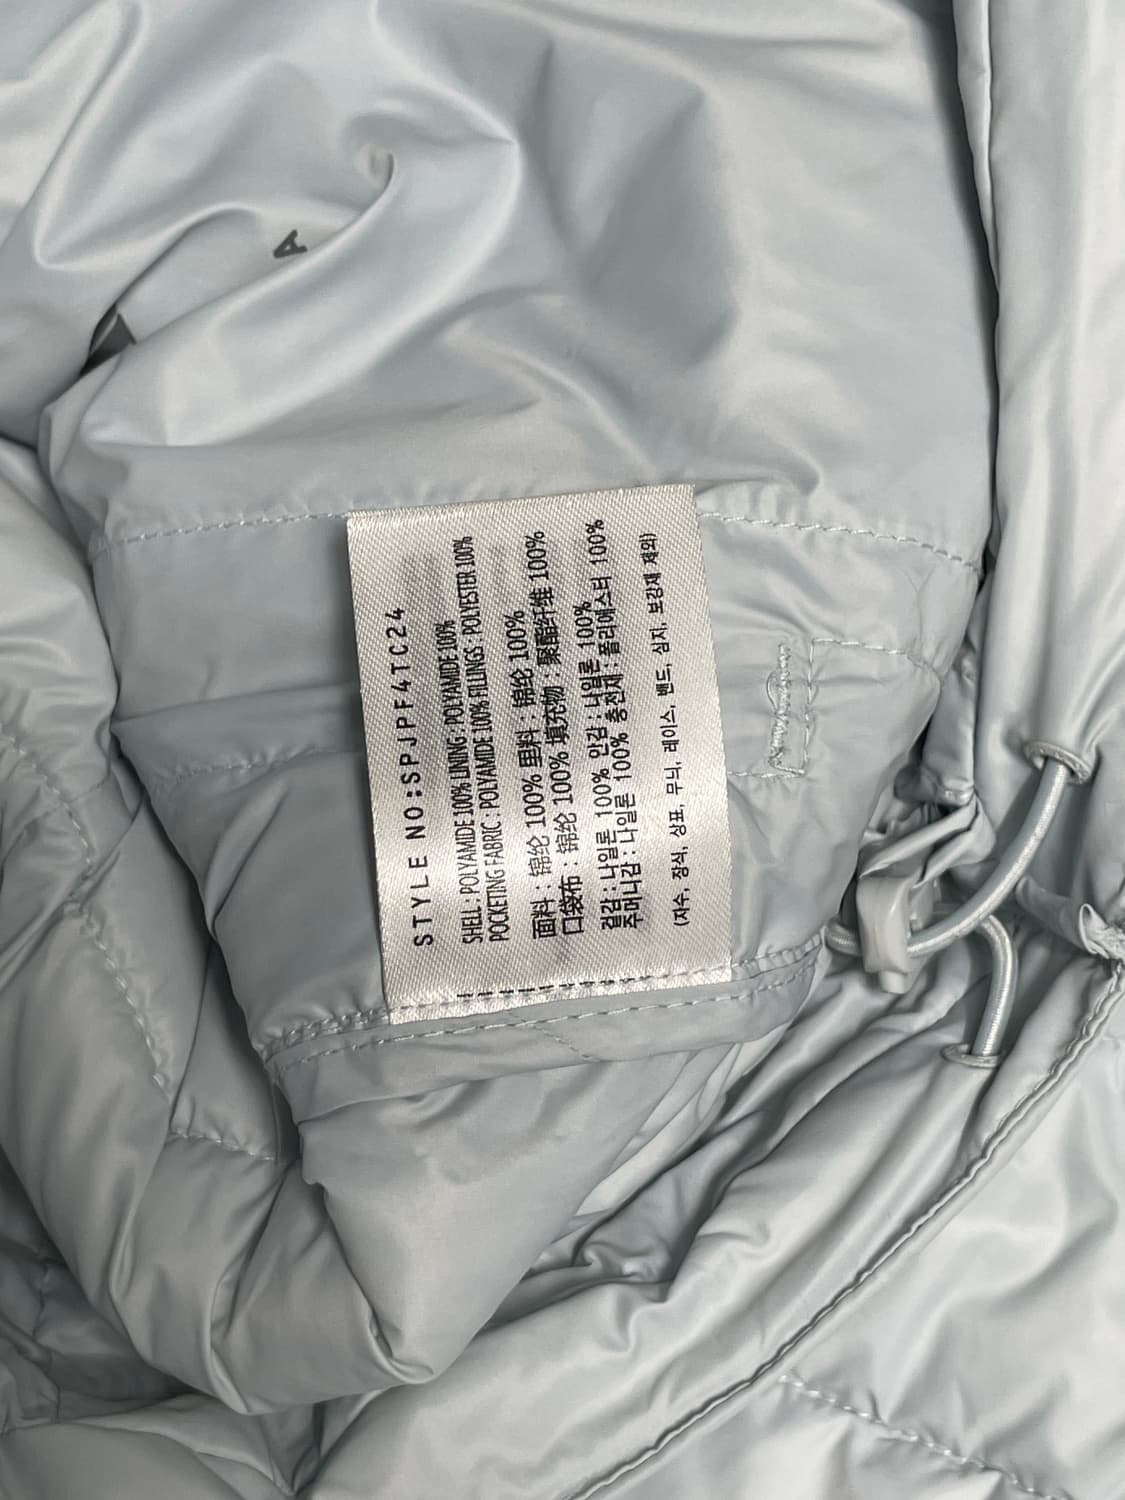 A
STYLE NO:SPJPF4TC24
SHELL : POLYAMIDE 100% LINING : POLYAMIDE 100%
POCKETING FABRIC : POLYAMIDE 100% FILLINGS : POLYESTER 100%
面料 : 锦纶 100% 里料 : 锦纶 100%
口袋布 : 锦纶 100% 填充物 : 聚酯纤维 100%
겉감 : 나일론 100% 안감 : 나일론 100%
주머니감 : 나일론 100% 충전재 : 폴리에스터 100%
(자수, 장식, 상표, 무늬, 레이스, 밴드, 심지, 보강재 제외)